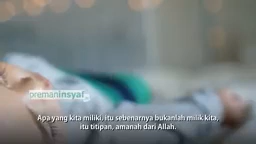 premaninsyaf
Apa yang kita miliki, itu sebenarnya bukanlah milik kita,
itu titipan, amanah dari Allah.